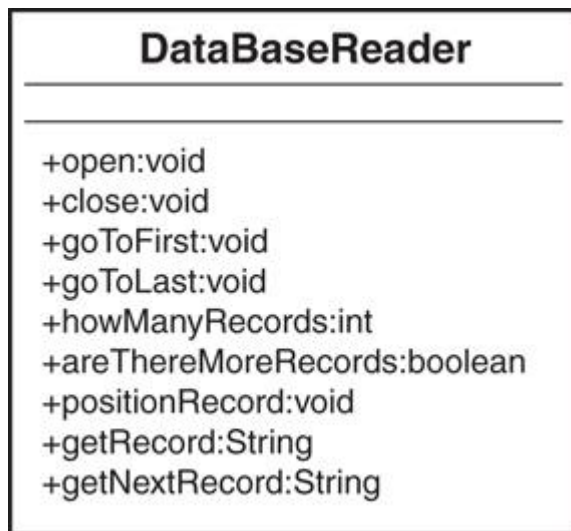 DataBaseReader
+open:void
+close:void
+goToFirst:void
+goToLast:void
+howManyRecords:int
+areThereMoreRecords:boolean
+positionRecord:void
+getRecord:String
+getNextRecord:String